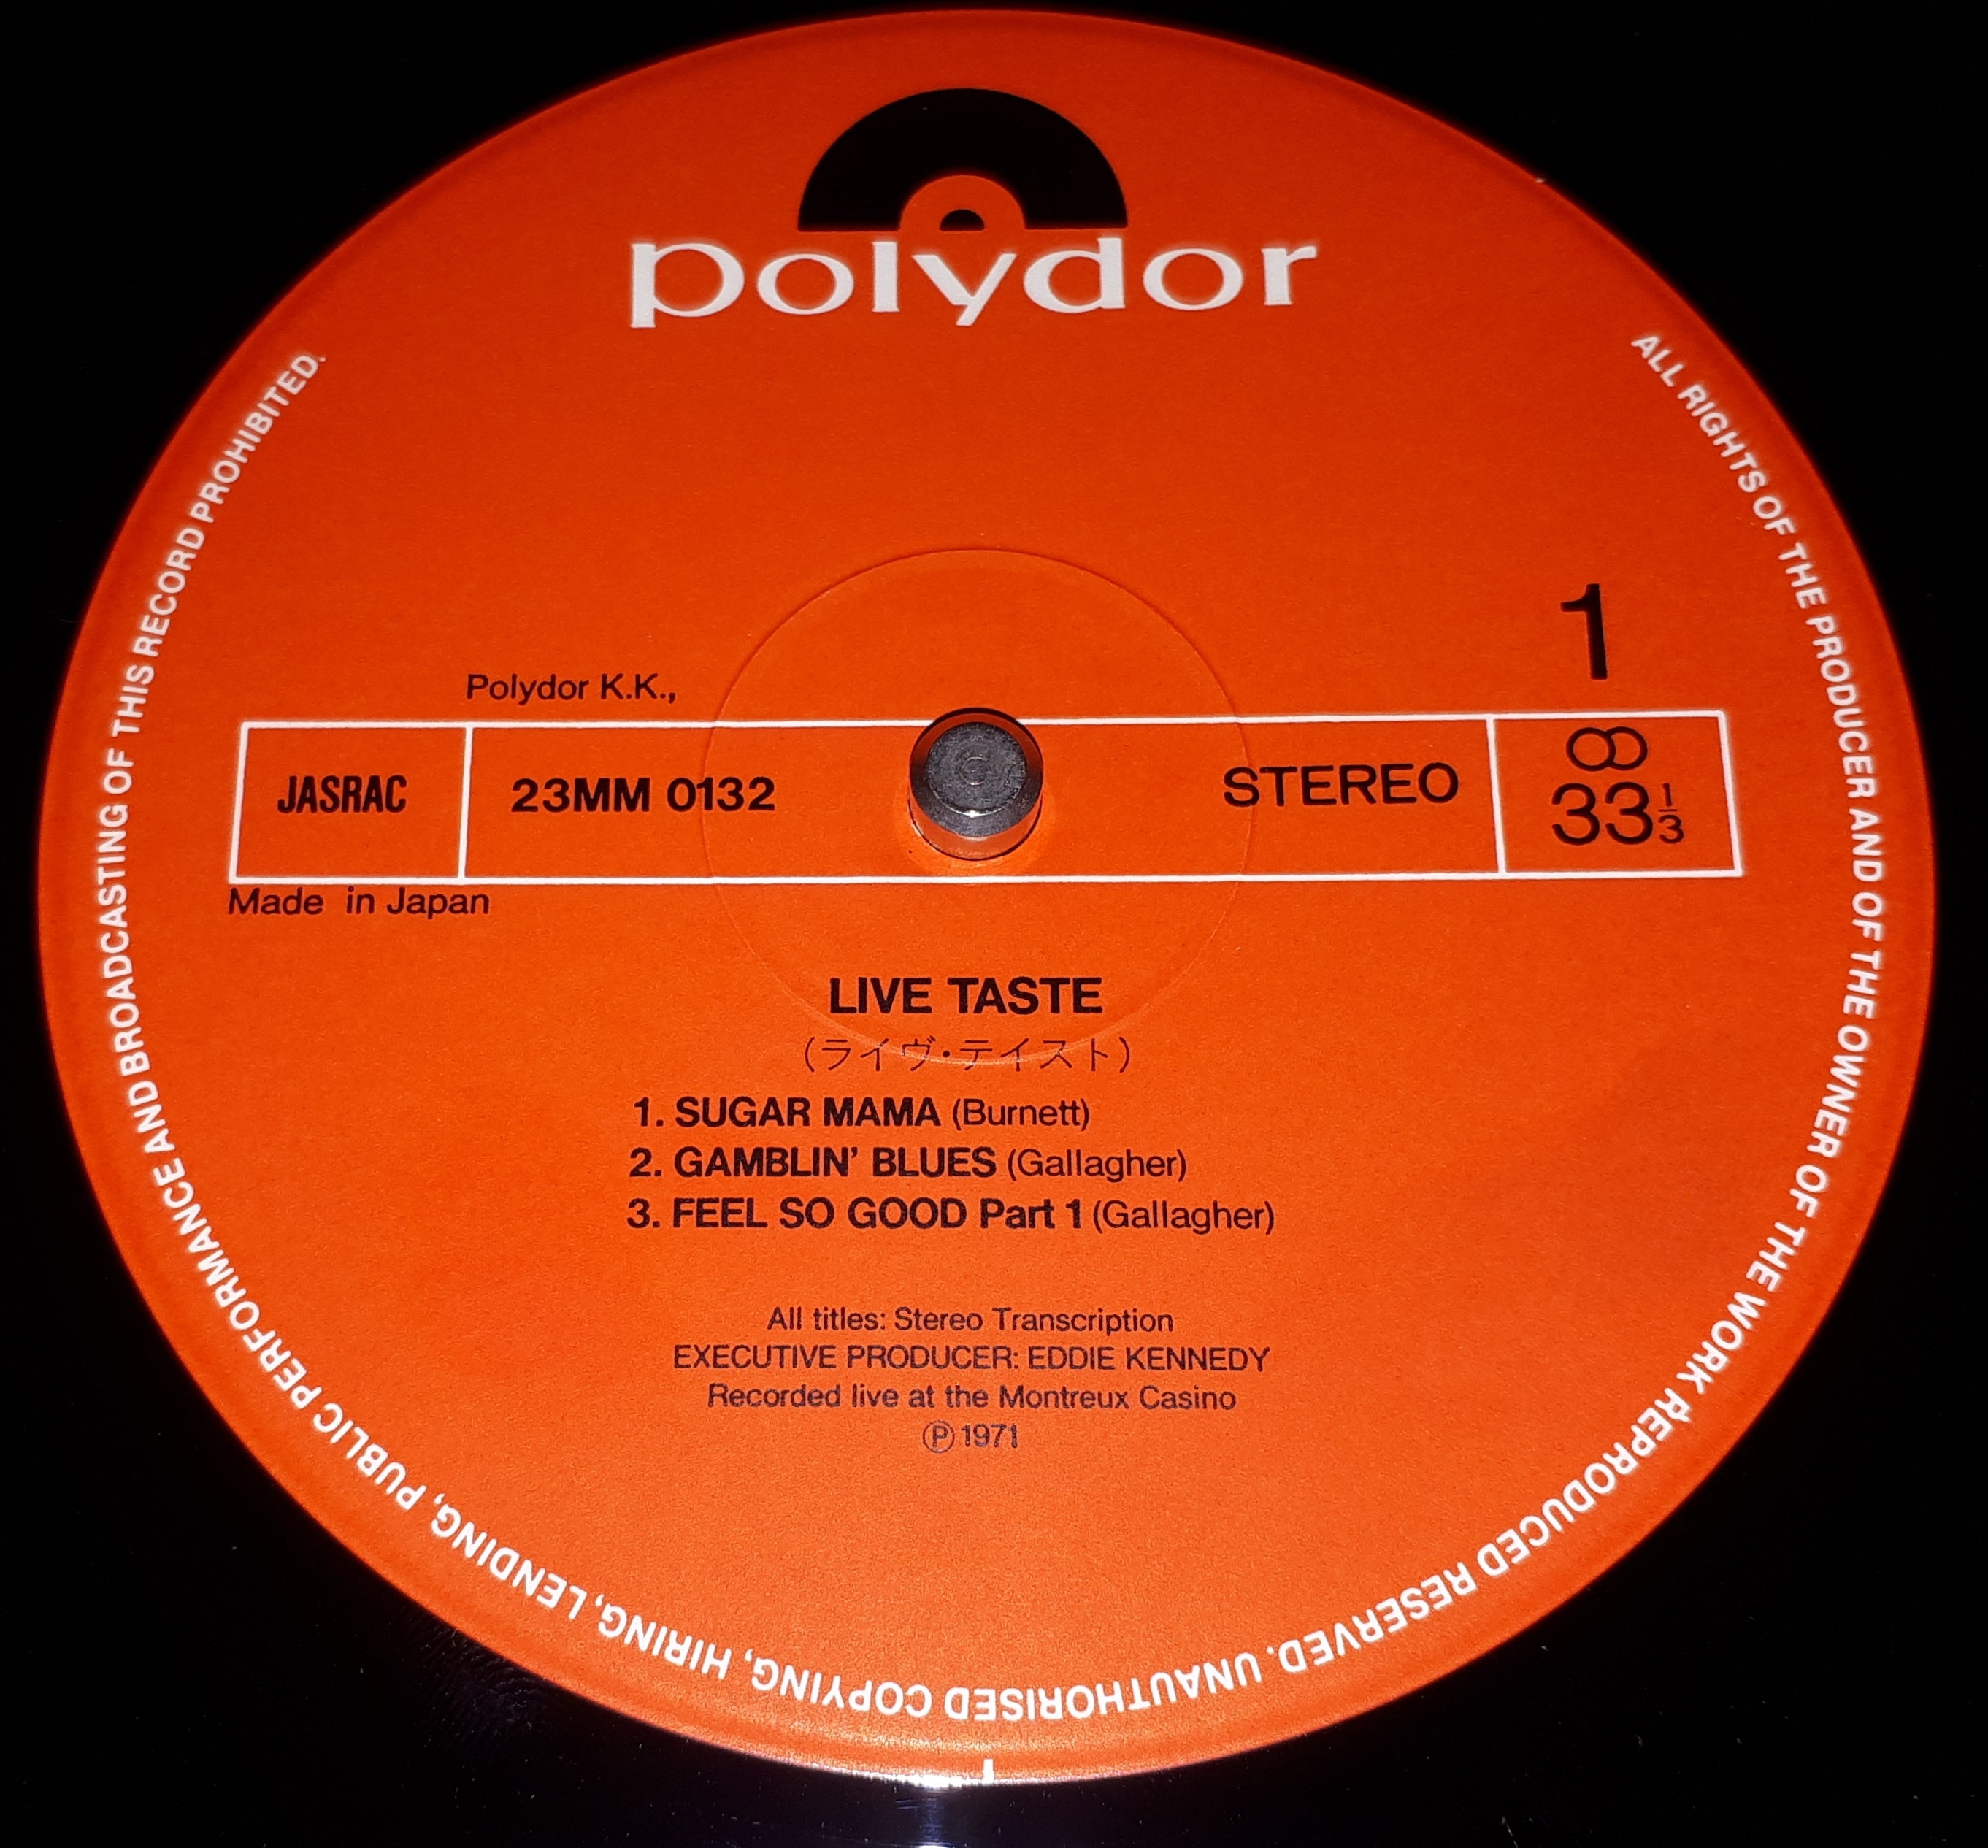 polydor
1
Polydor K.K.,
JASRAC 23MM 0132 STEREO 33 1/3
Made in Japan
LIVE TASTE
(ライヴ・テイスト)
1. SUGAR MAMA (Burnett)
2. GAMBLIN' BLUES (Gallagher)
3. FEEL SO GOOD Part 1 (Gallagher)
All titles: Stereo Transcription
EXECUTIVE PRODUCER: EDDIE KENNEDY
Recorded live at the Montreux Casino
Ⓟ 1971
ALL RIGHTS OF THE PRODUCER AND OF THE OWNER OF THE WORK REPRODUCED RESERVED. UNAUTHORISED COPYING, HIRING, LENDING, PUBLIC PERFORMANCE AND BROADCASTING OF THIS RECORD PROHIBITED.